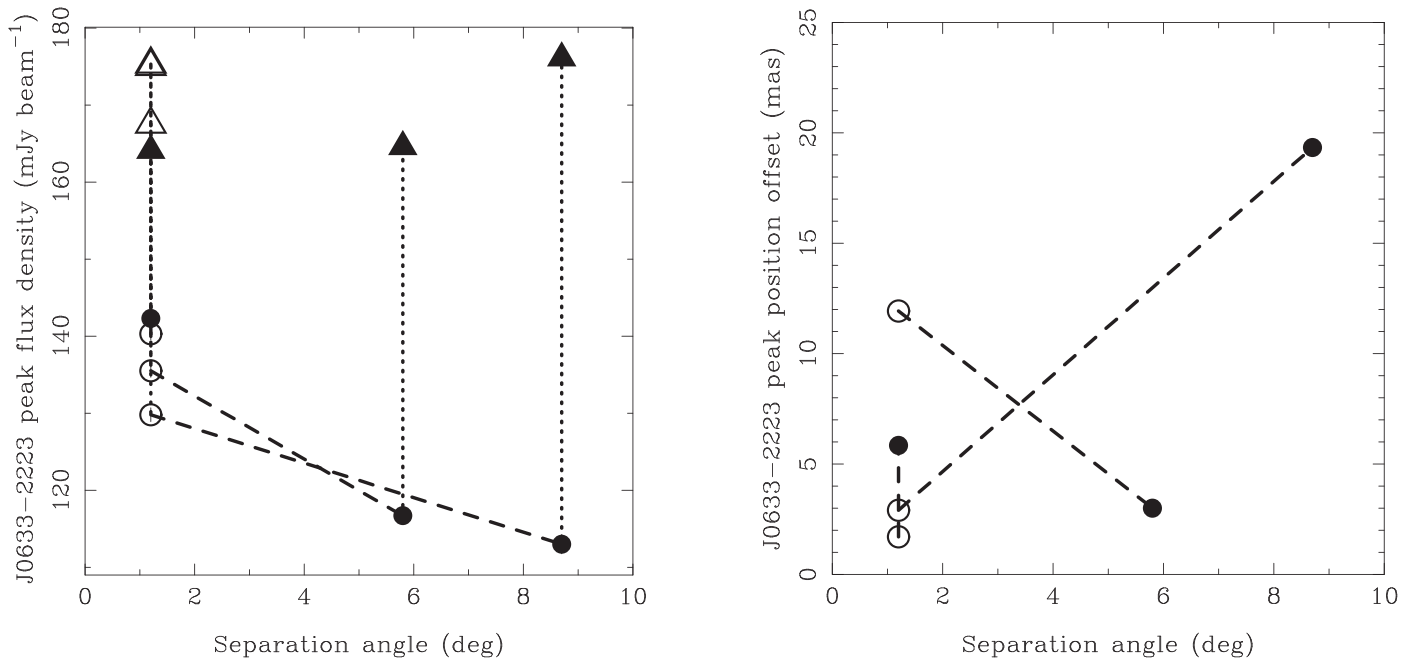 J0633−2223 peak flux density (mJy beam⁻¹)
180
160
140
120
0 2 4 6 8 10
Separation angle (deg)
J0633−2223 peak position offset (mas)
25
20
15
10
5
0
0 2 4 6 8 10
Separation angle (deg)